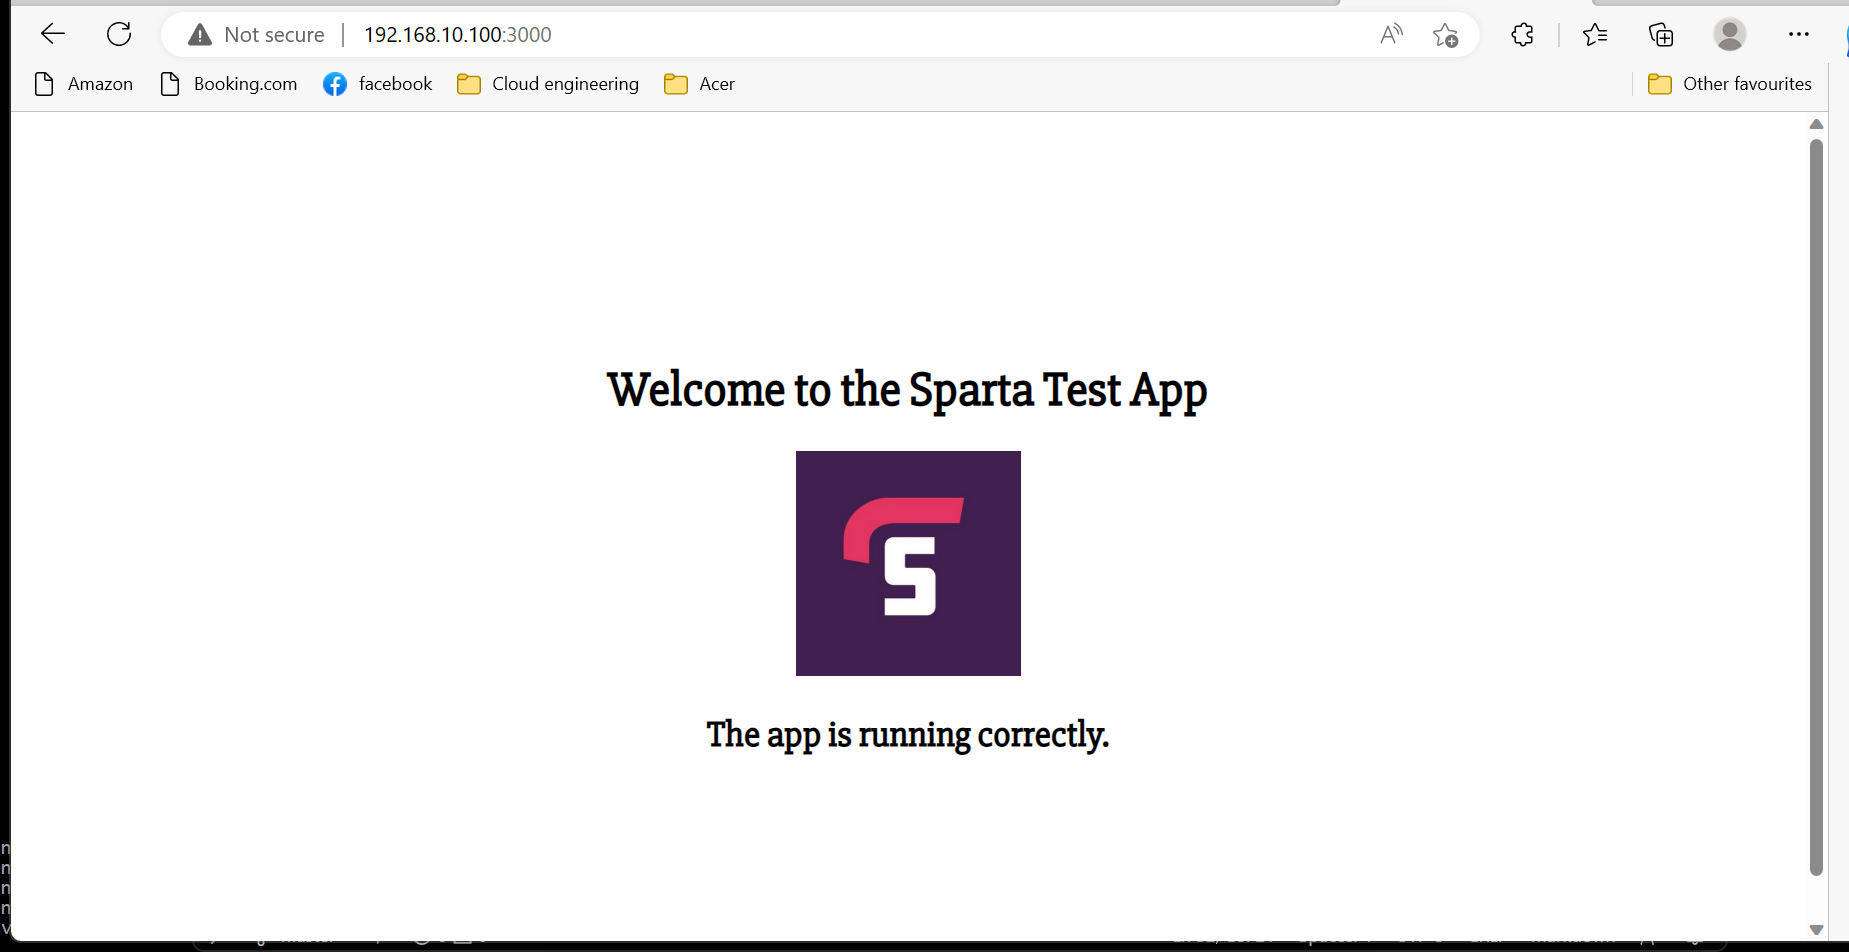 Not secure | 192.168.10.100:3000
Amazon Booking.com facebook Cloud engineering Acer Other favourites
Welcome to the Sparta Test App
S
The app is running correctly.